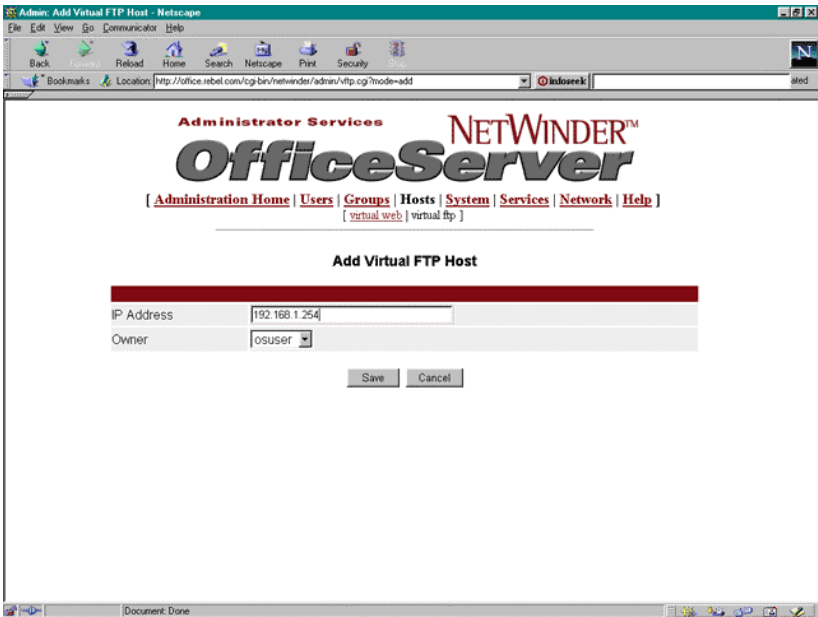 Admin: Add Virtual FTP Host - Netscape
File Edit View Go Communicator Help
Back Forward Reload Home Search Netscape Print Security Stop
Bookmarks Location: http://office.rebel.com/cgi-bin/netwinder/admin/vftp.cgi?mode=add infoseek ated
Administrator Services NETWINDER™
OfficeServer
[ Administration Home | Users | Groups | Hosts | System | Services | Network | Help ]
[ virtual web | virtual ftp ]
Add Virtual FTP Host
IP Address 192.168.1.254
Owner osuser
Save Cancel
Document: Done